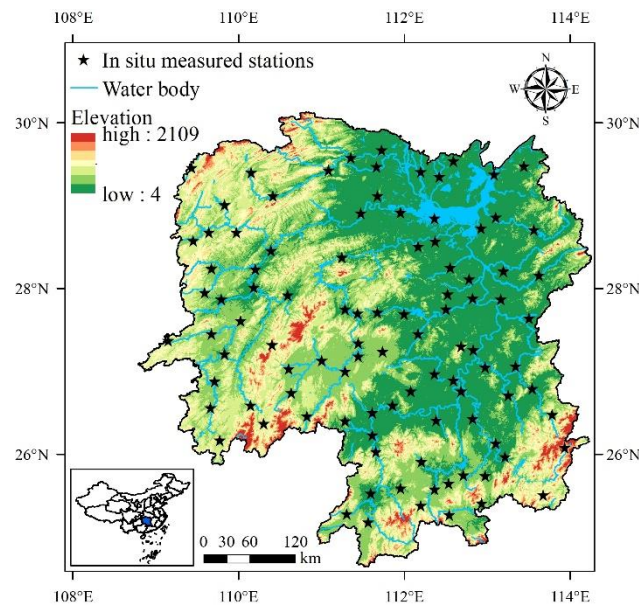 108°E 110°E 112°E 114°E
In situ measured stations
Water body
Elevation
high : 2109
low : 4
N
W E
S
30°N 30°N
28°N 28°N
26°N 26°N
0 30 60 120
km
108°E 110°E 112°E 114°E